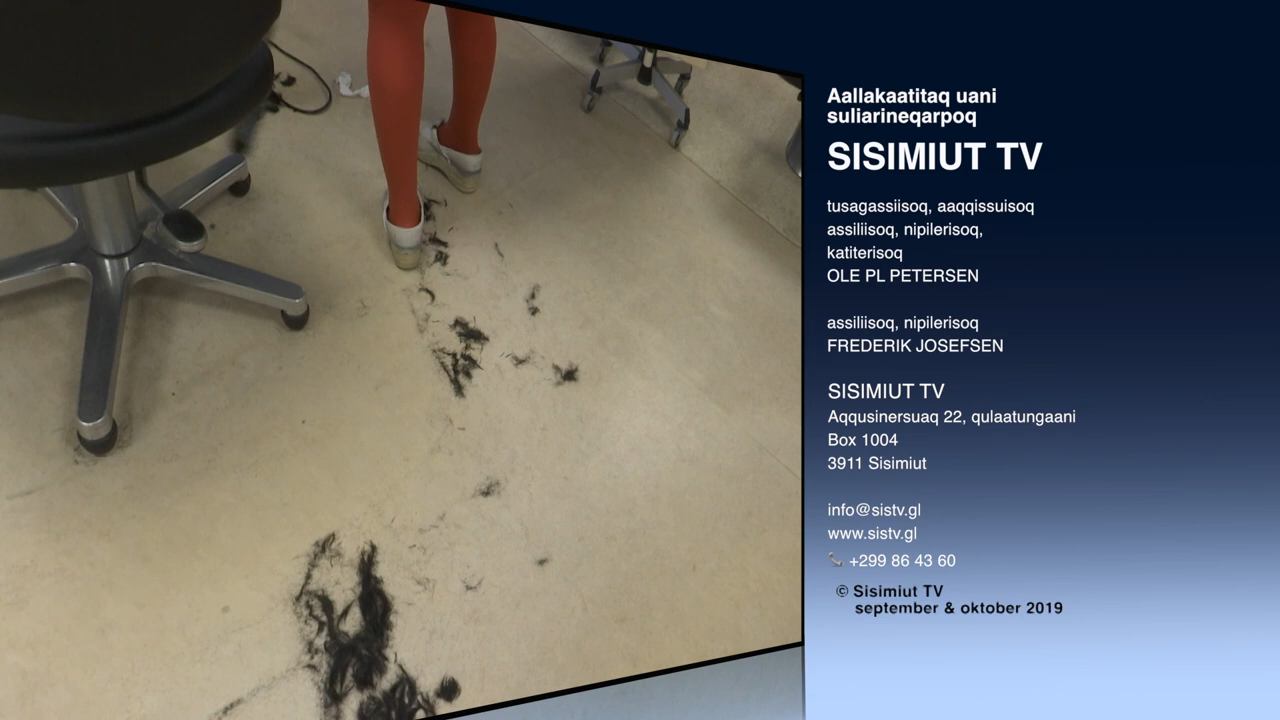 Aallakaatitaq uani
suliarineqarpoq
SISIMIUT TV
tusagassiisoq, aaqqissuisoq
assiliisoq, nipilerisoq,
katiterisoq
OLE PL PETERSEN
assiliisoq, nipilerisoq
FREDERIK JOSEFSEN
SISIMIUT TV
Aqqusinersuaq 22, qulaatungaani
Box 1004
3911 Sisimiut
info@sistv.gl
www.sistv.gl
+299 86 43 60
© Sisimiut TV
september & oktober 2019